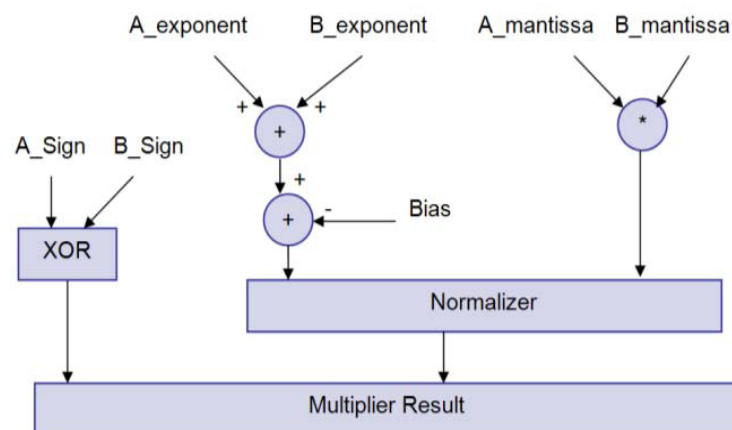 A_exponent B_exponent A_mantissa B_mantissa
+ +
+
*
A_Sign B_Sign
+
-
+
Bias
XOR
Normalizer
Multiplier Result